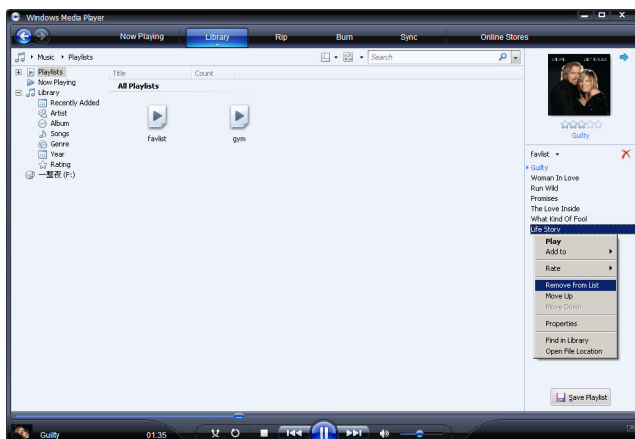 Windows Media Player
Now Playing Library Rip Burn Sync Online Stores
Music Playlists
Search
Playlists
Now Playing
Library
Recently Added
Artist
Album
Songs
Genre
Year
Rating
一整夜 (F:)
Title Count
All Playlists
favlist gym
Guilty
favlist
Guilty
Woman In Love
Run Wild
Promises
The Love Inside
What Kind Of Fool
Life Story
Play
Add to
Rate
Remove from List
Move Up
Move Down
Properties
Find in Library
Open File Location
Save Playlist
Guilty 01:35